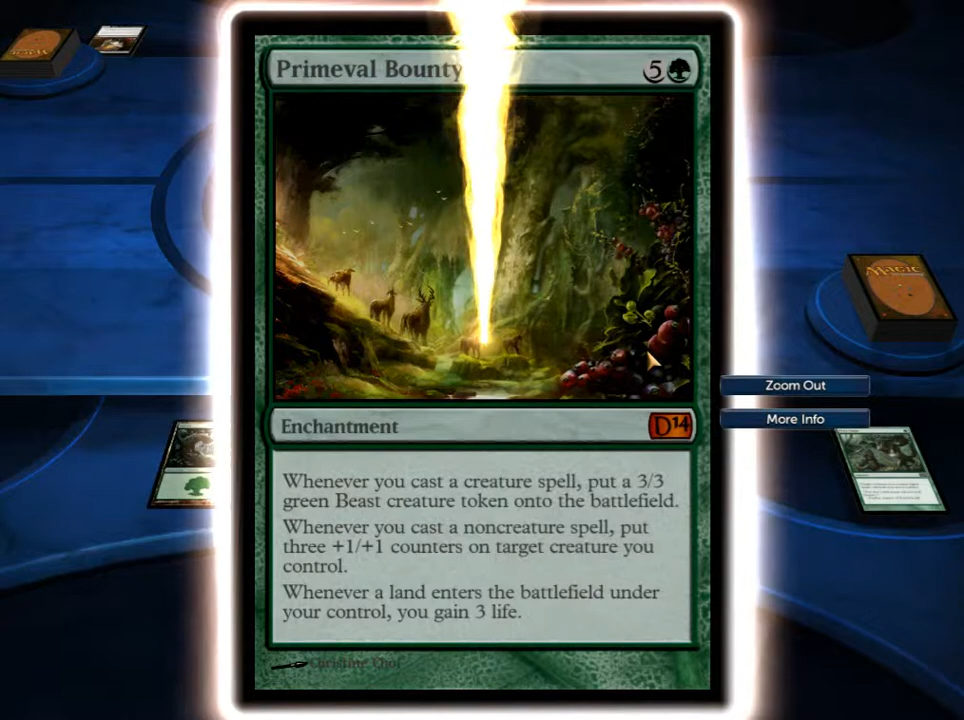 Primeval Bounty 5
Enchantment D14
Whenever you cast a creature spell, put a 3/3
green Beast creature token onto the battlefield.
Whenever you cast a noncreature spell, put
three +1/+1 counters on target creature you
control.
Whenever a land enters the battlefield under
your control, you gain 3 life.
Christine Choi
MAGIC
Zoom Out
More Info